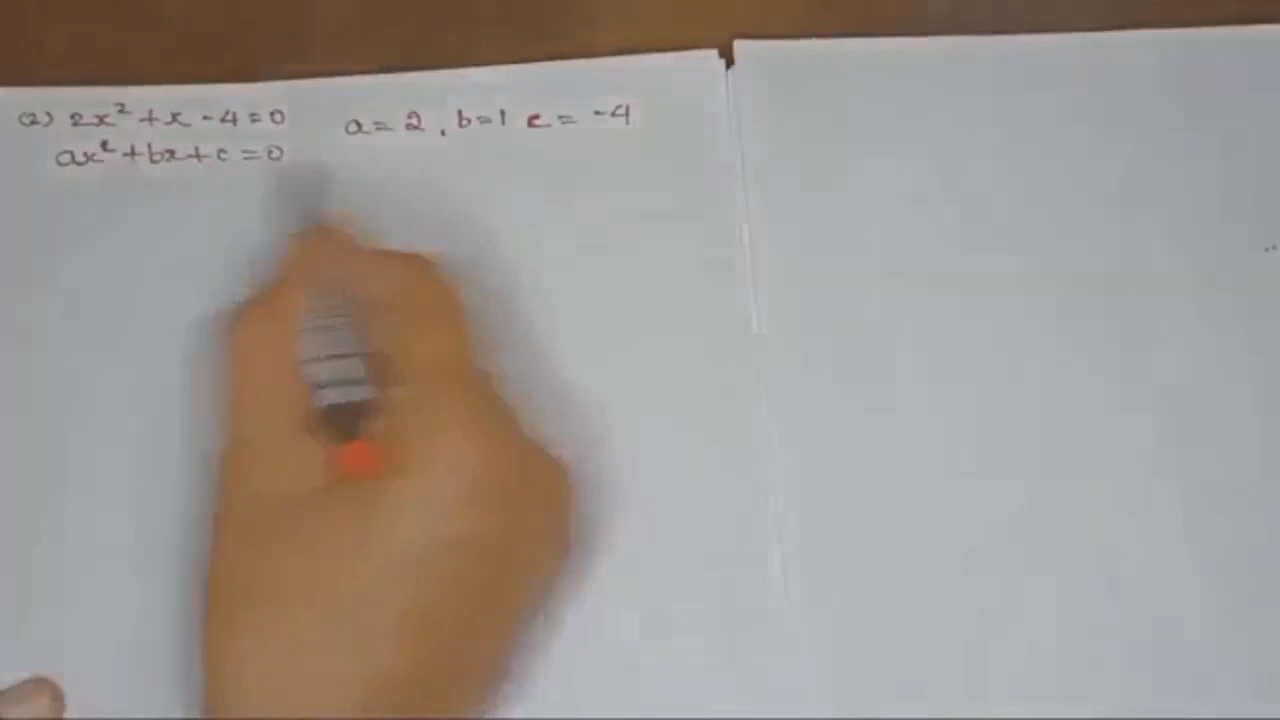 (2) 2x² + x - 4 = 0 a = 2, b = 1 c = -4
ax² + bx + c = 0